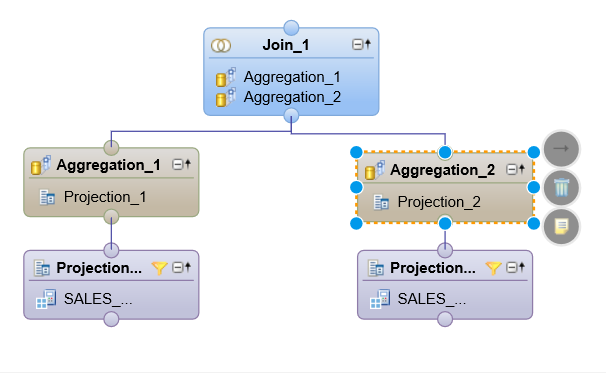 Join_1
Aggregation_1
Aggregation_2
Aggregation_1
Projection_1
Aggregation_2
Projection_2
Projection...
SALES_...
Projection...
SALES_...